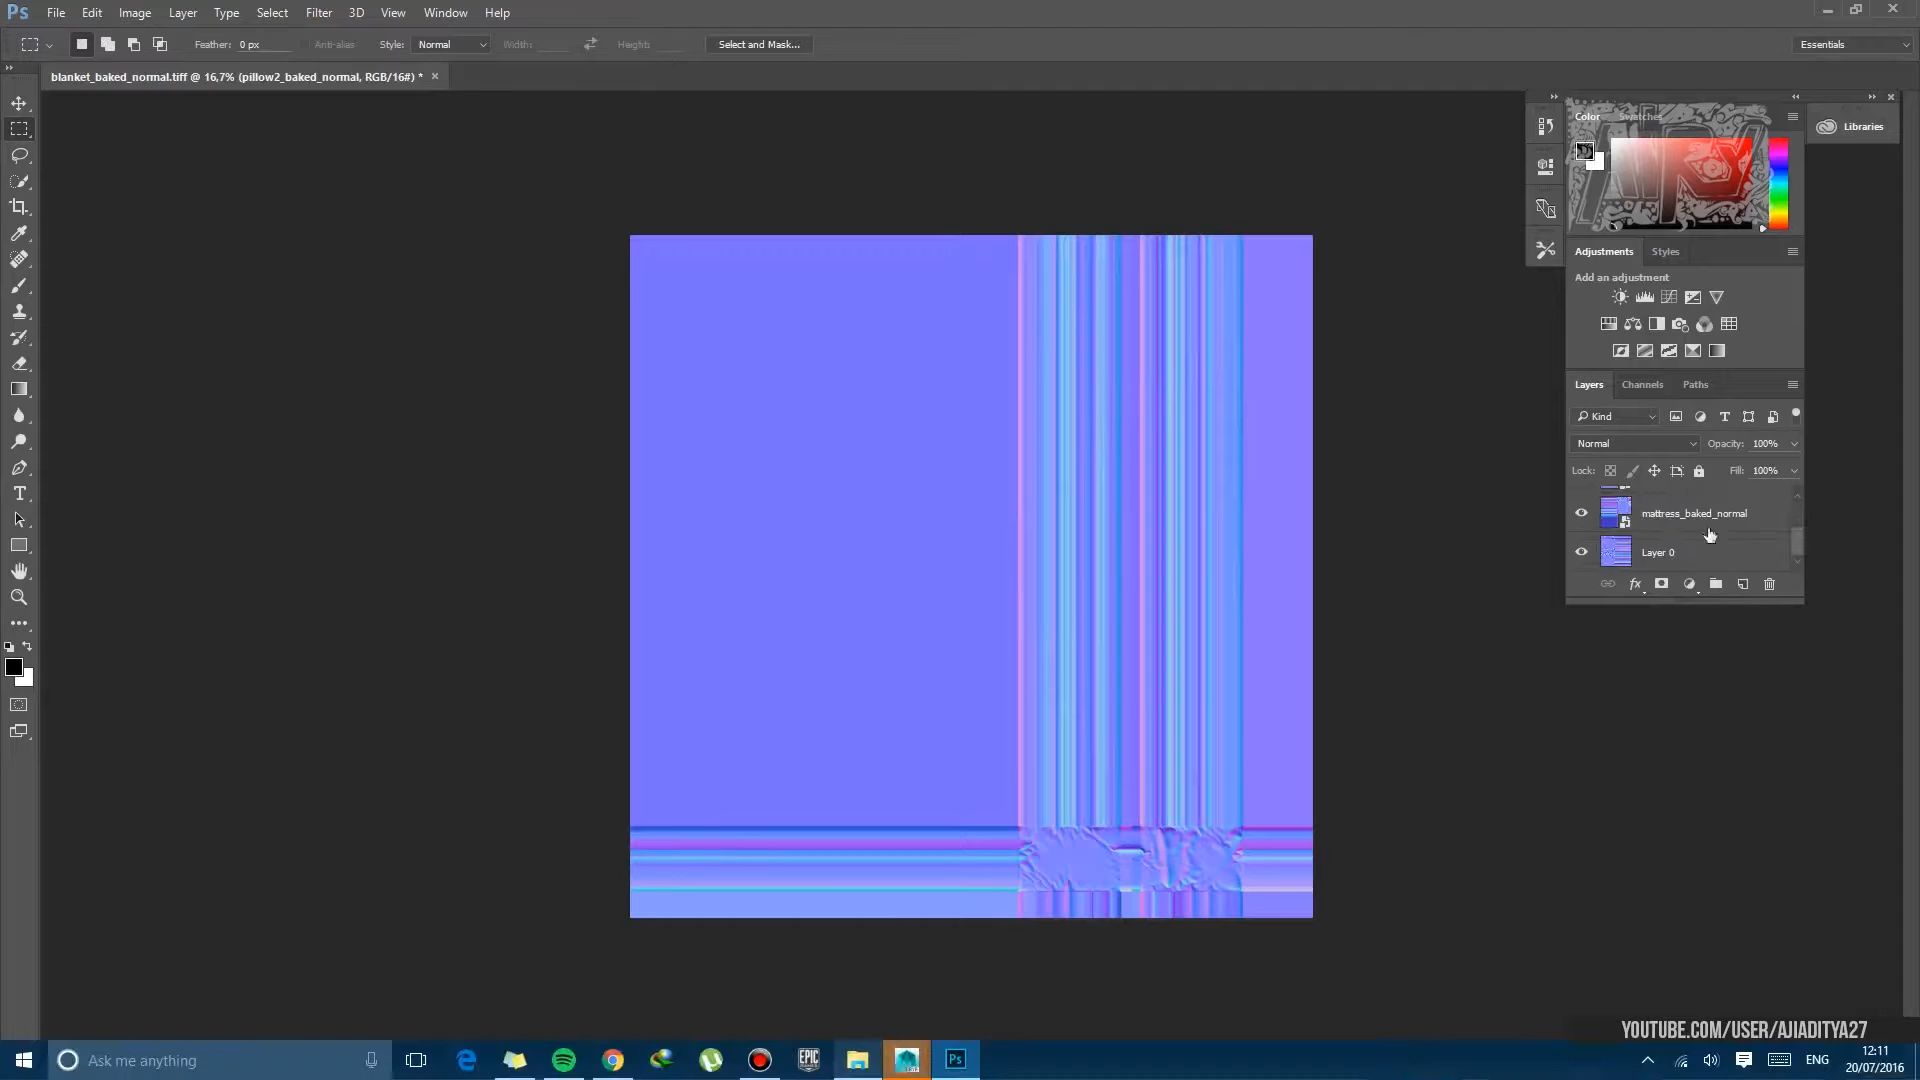 Ps File Edit Image Layer Type Select Filter 3D View Window Help
Feather: 0 px Anti-alias Style: Normal Width: Height: Select and Mask... Essentials
blanket_baked_normal.tiff @ 16,7% (pillow2_baked_normal, RGB/16#) * ×
Color Swatches
Libraries
Adjustments Styles
Add an adjustment
Layers Channels Paths
Kind
Normal Opacity: 100%
Lock: Fill: 100%
mattress_baked_normal
Layer 0
fx
YOUTUBE.COM/USER/AJIADITYA27
Ask me anything
EPIC
Ps
ENG
12:11
20/07/2016